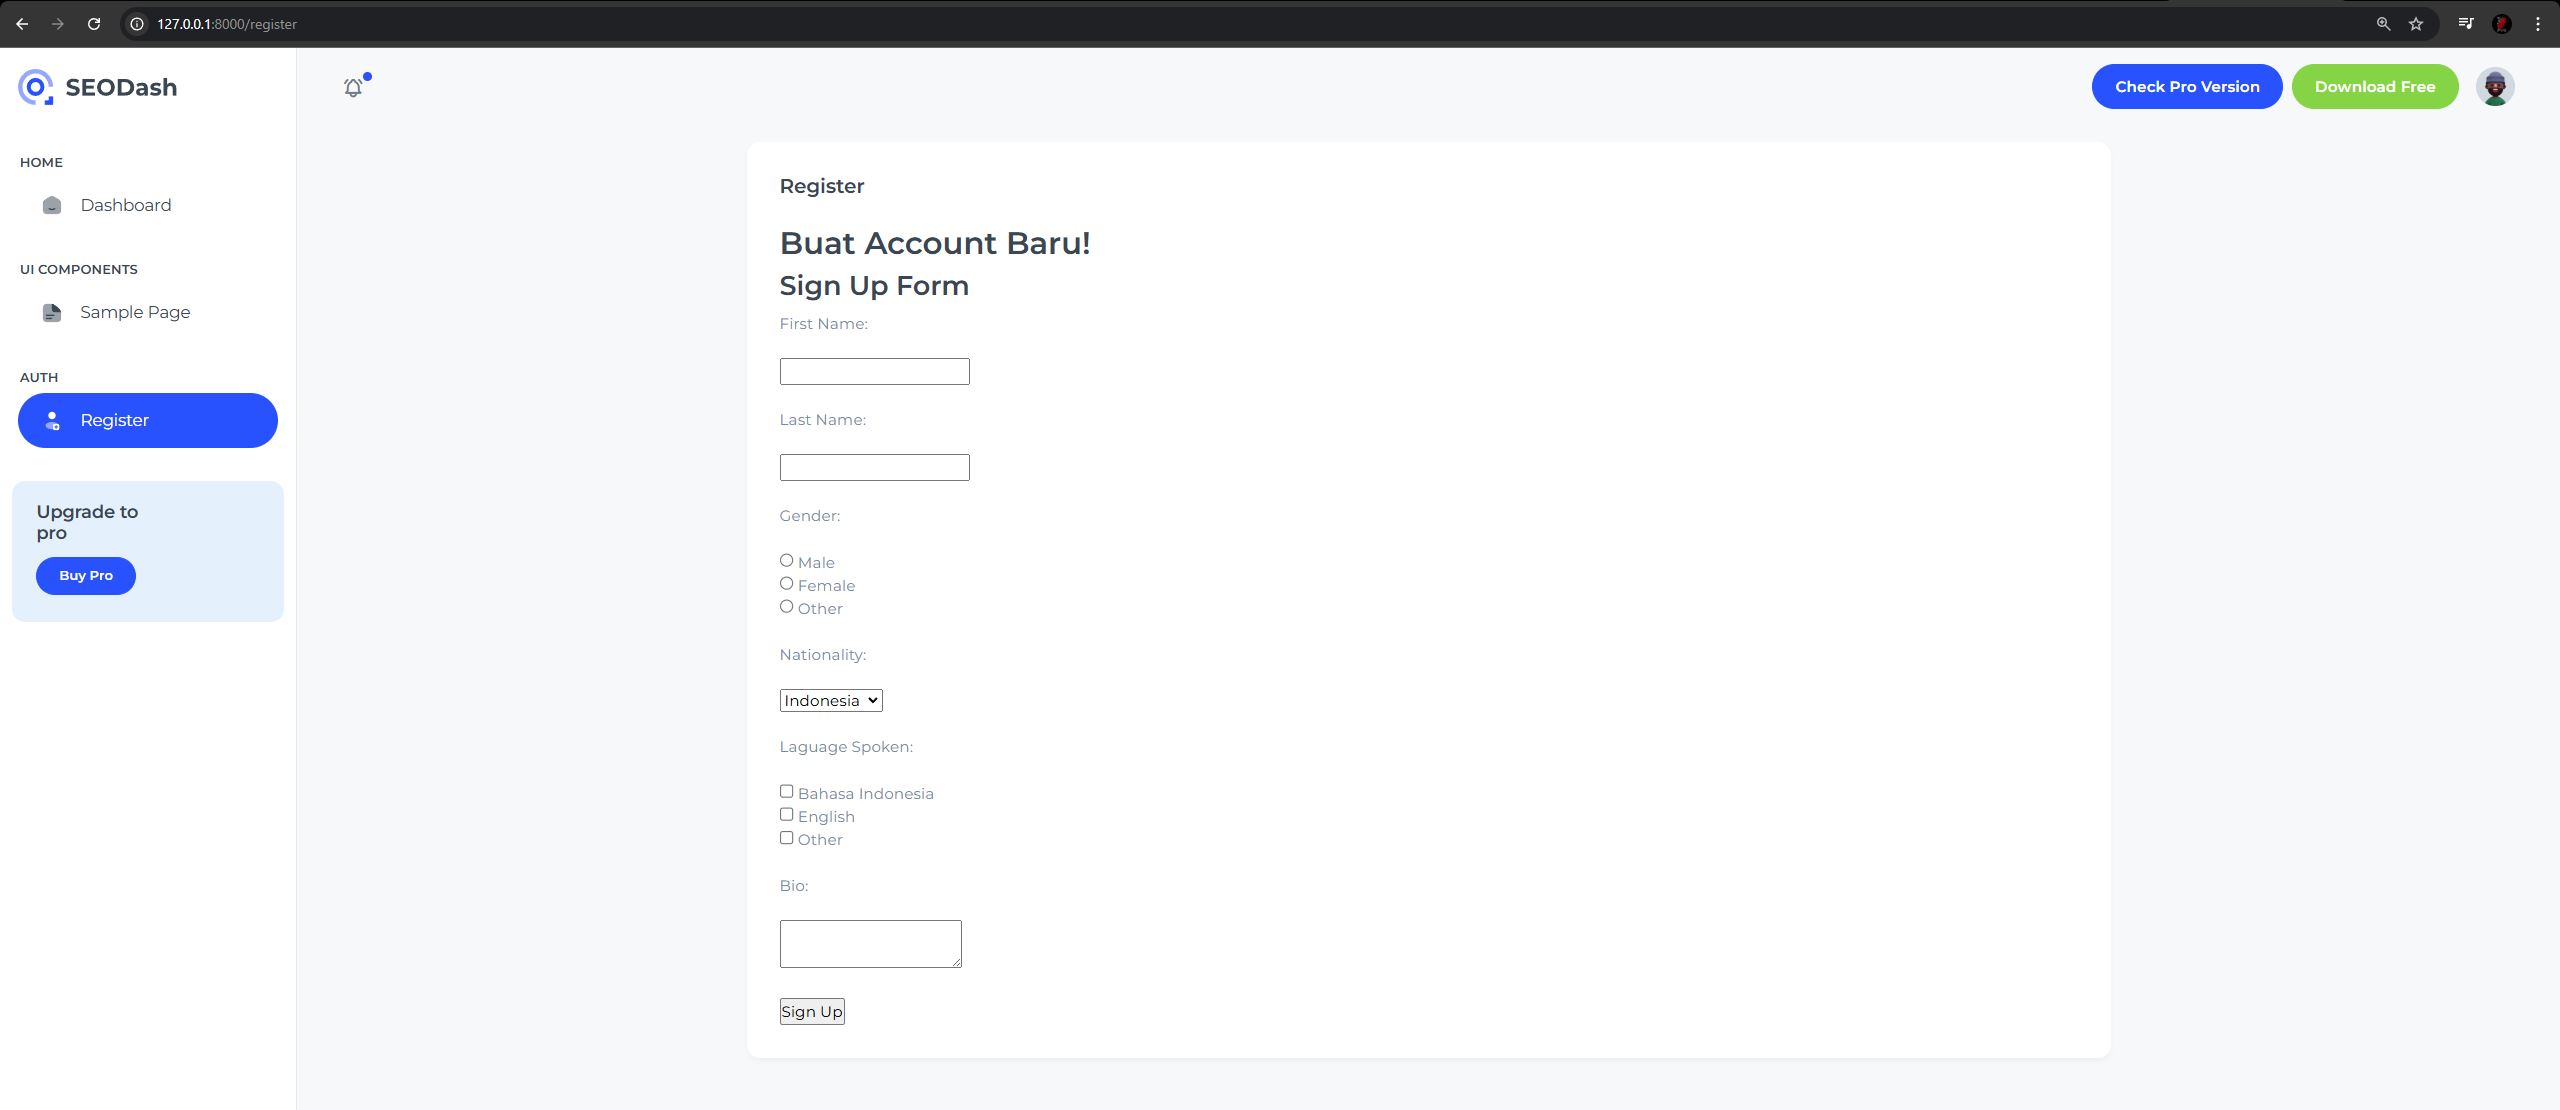 127.0.0.1:8000/register
SEODash
Check Pro Version
Download Free
HOME
Dashboard
UI COMPONENTS
Sample Page
AUTH
Register
Upgrade to
pro
Buy Pro
Register
Buat Account Baru!
Sign Up Form
First Name:
Last Name:
Gender:
Male
Female
Other
Nationality:
Indonesia
Laguage Spoken:
Bahasa Indonesia
English
Other
Bio:
Sign Up